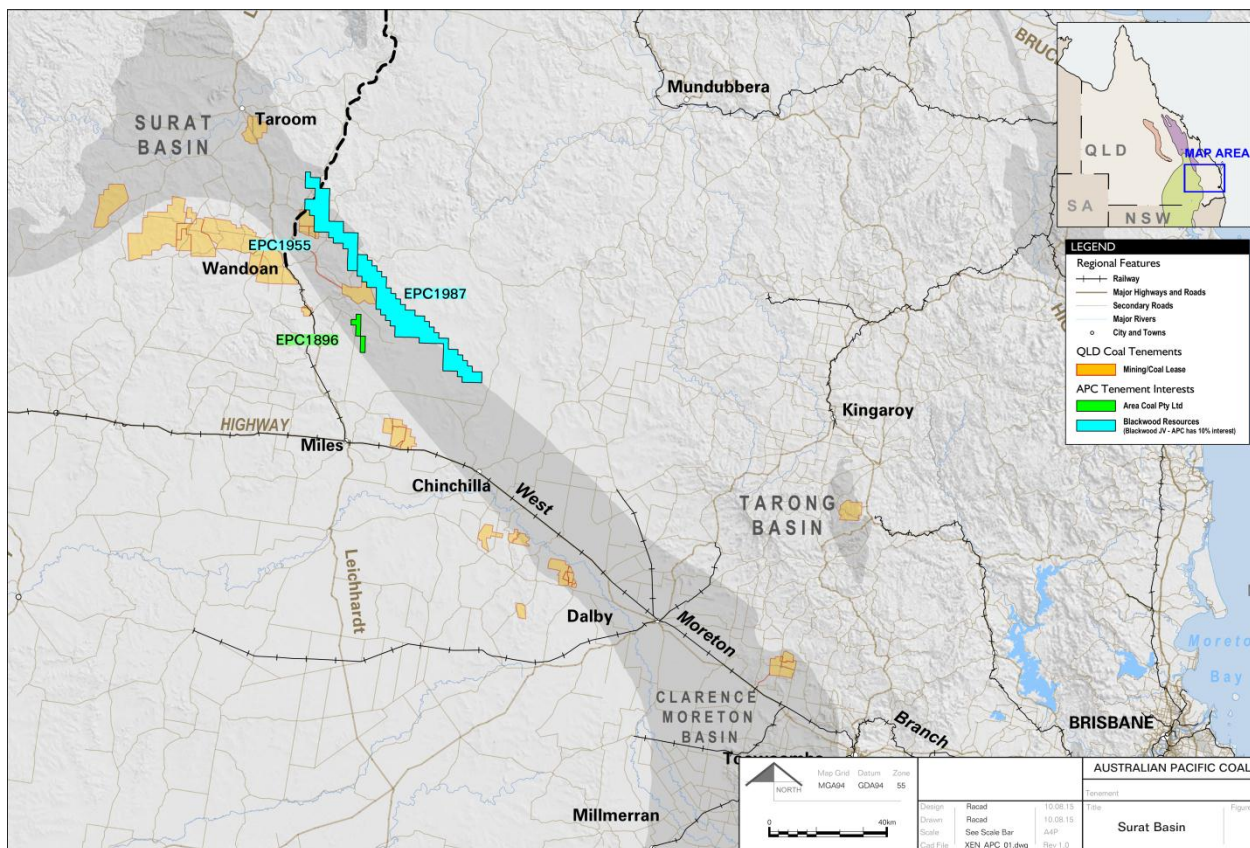 BRUC
Mundubbera
Taroom
SURAT
BASIN
QLD
MAP AREA
SA
NSW
EPC1955
Wandoan
EPC1987
EPC1896
HIGHWAY
Miles
Kingaroy
Chinchilla
West
TARONG
BASIN
Leichhardt
Dalby
Moreton
Moreton
Bay
CLARENCE
MORETON
BASIN
Branch
BRISBANE
Millmerran
LEGEND
Regional Features
Railway
Major Highways and Roads
Secondary Roads
Major Rivers
City and Towns
QLD Coal Tenements
Mining/Coal Lease
APC Tenement Interests
Area Coal Pty Ltd
Blackwood Resources
(Blackwood JV - APC has 10% interest)
NORTH
Map Grid Datum Zone
MGA94 GDA94 55
0 40km
Design Racad 10.08.15
Drawn Racad 10.08.15
Scale See Scale Bar A4P
Cad File XEN_APC_01.dwg Rev 1.0
AUSTRALIAN PACIFIC COAL
Tenement
Title Figure
Surat Basin